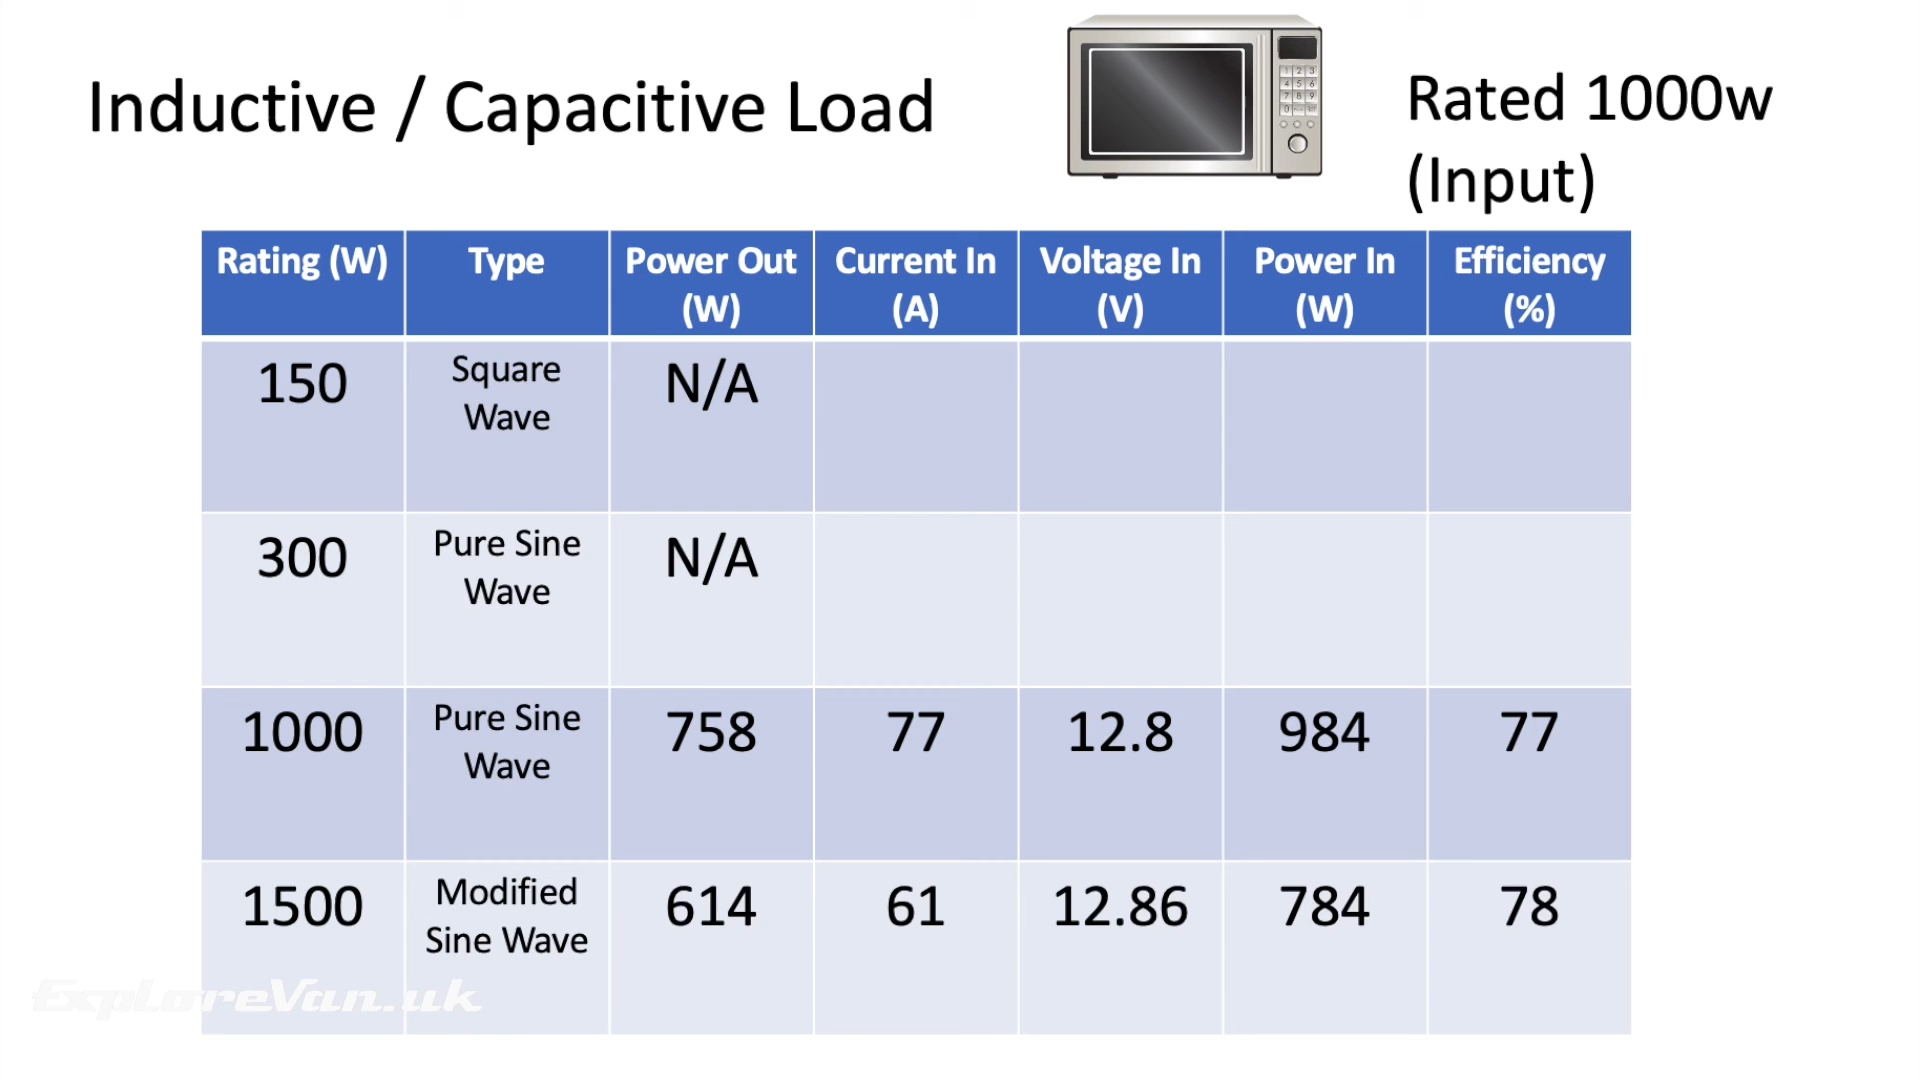 Inductive / Capacitive Load
Rated 1000w
(Input)
Rating (W) Type Power Out (W) Current In (A) Voltage In (V) Power In (W) Efficiency (%)
150 Square Wave N/A
300 Pure Sine Wave N/A
1000 Pure Sine Wave 758 77 12.8 984 77
1500 Modified Sine Wave 614 61 12.86 784 78
ExploreVan.uk